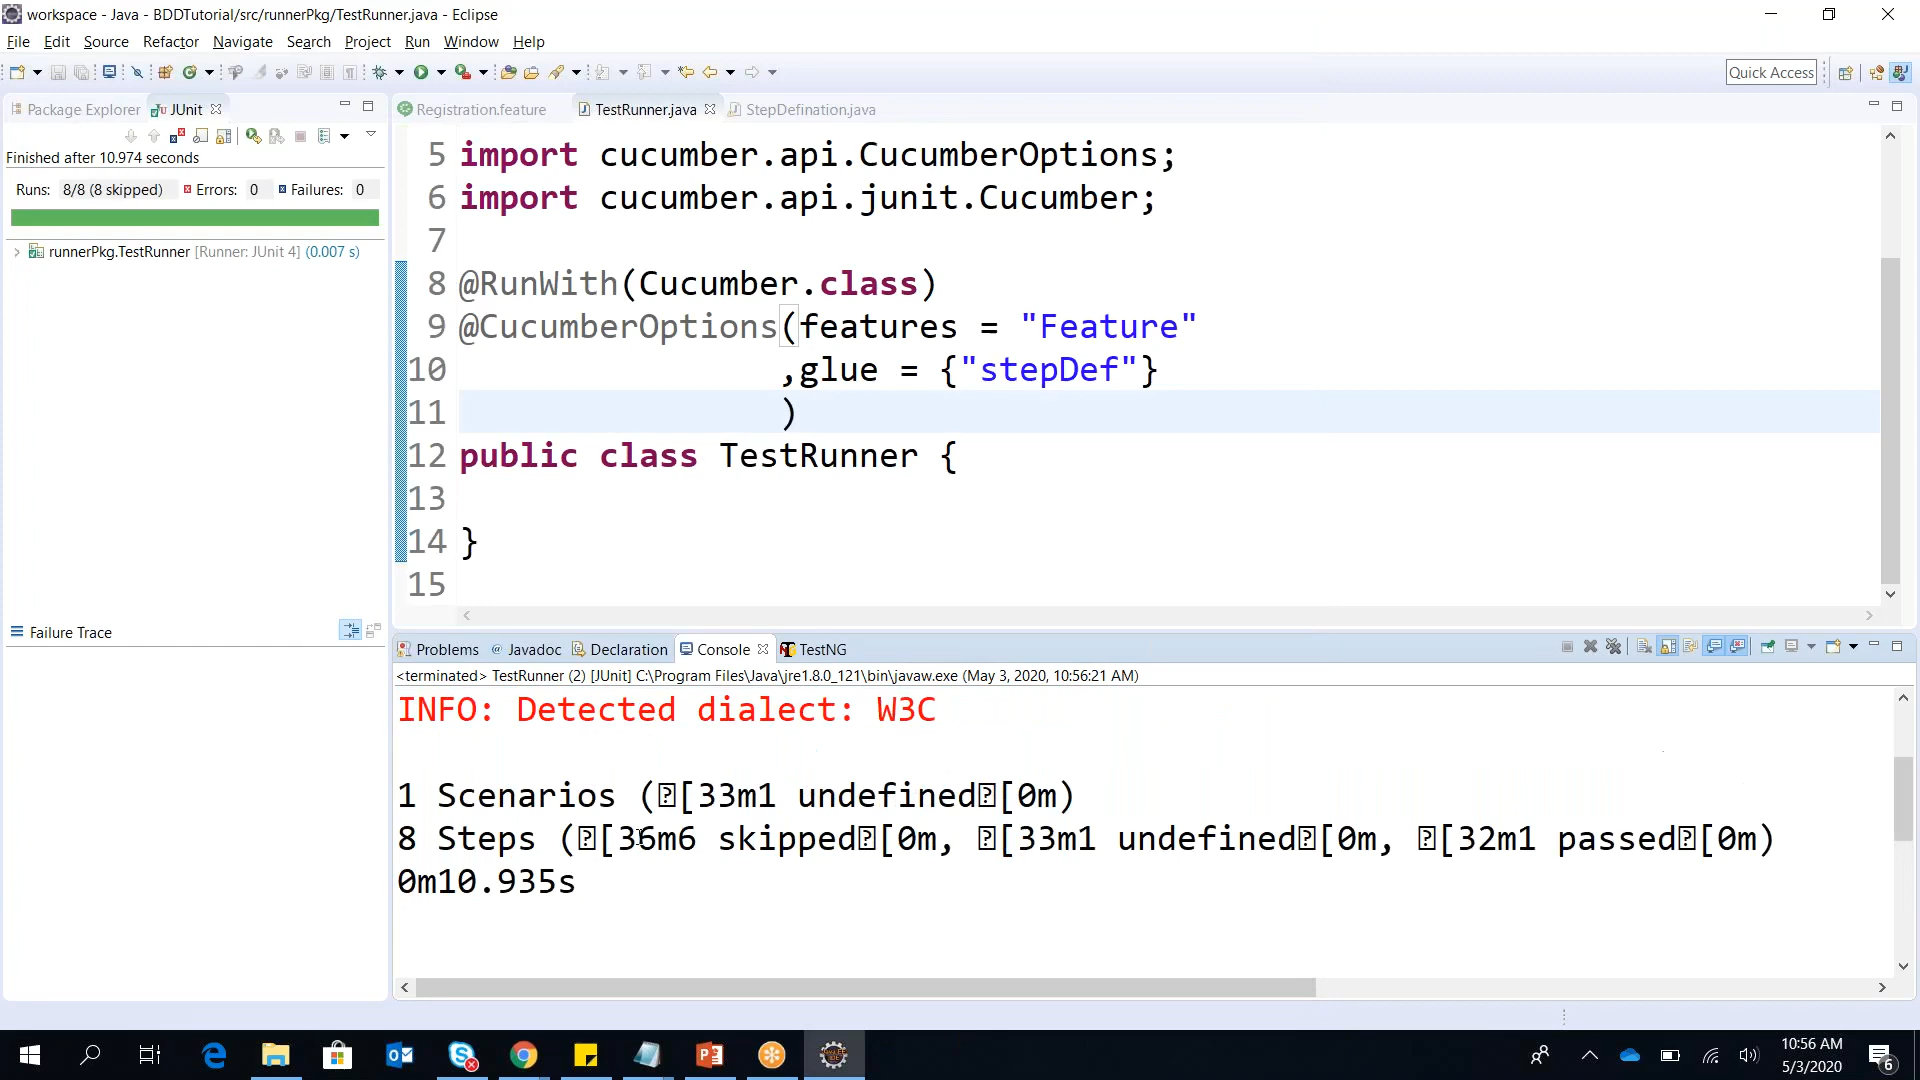 workspace - Java - BDDTutorial/src/runnerPkg/TestRunner.java - Eclipse
File Edit Source Refactor Navigate Search Project Run Window Help
Quick Access
Package Explorer JUnit
Registration.feature TestRunner.java StepDefination.java
Finished after 10.974 seconds
Runs: 8/8 (8 skipped) Errors: 0 Failures: 0
runnerPkg.TestRunner [Runner: JUnit 4] (0.007 s)
Failure Trace
5 import cucumber.api.CucumberOptions;
6 import cucumber.api.junit.Cucumber;
7
8 @RunWith(Cucumber.class)
9 @CucumberOptions(features = "Feature"
10 ,glue = {"stepDef"}
11 )
12 public class TestRunner {
13
14 }
15
Problems @ Javadoc Declaration Console TestNG
<terminated> TestRunner (2) [JUnit] C:\Program Files\Java\jre1.8.0_121\bin\javaw.exe (May 3, 2020, 10:56:21 AM)
INFO: Detected dialect: W3C
1 Scenarios (�[33m1 undefined�[0m)
8 Steps (�[36m6 skipped�[0m, �[33m1 undefined�[0m, �[32m1 passed�[0m)
0m10.935s
10:56 AM
5/3/2020
6